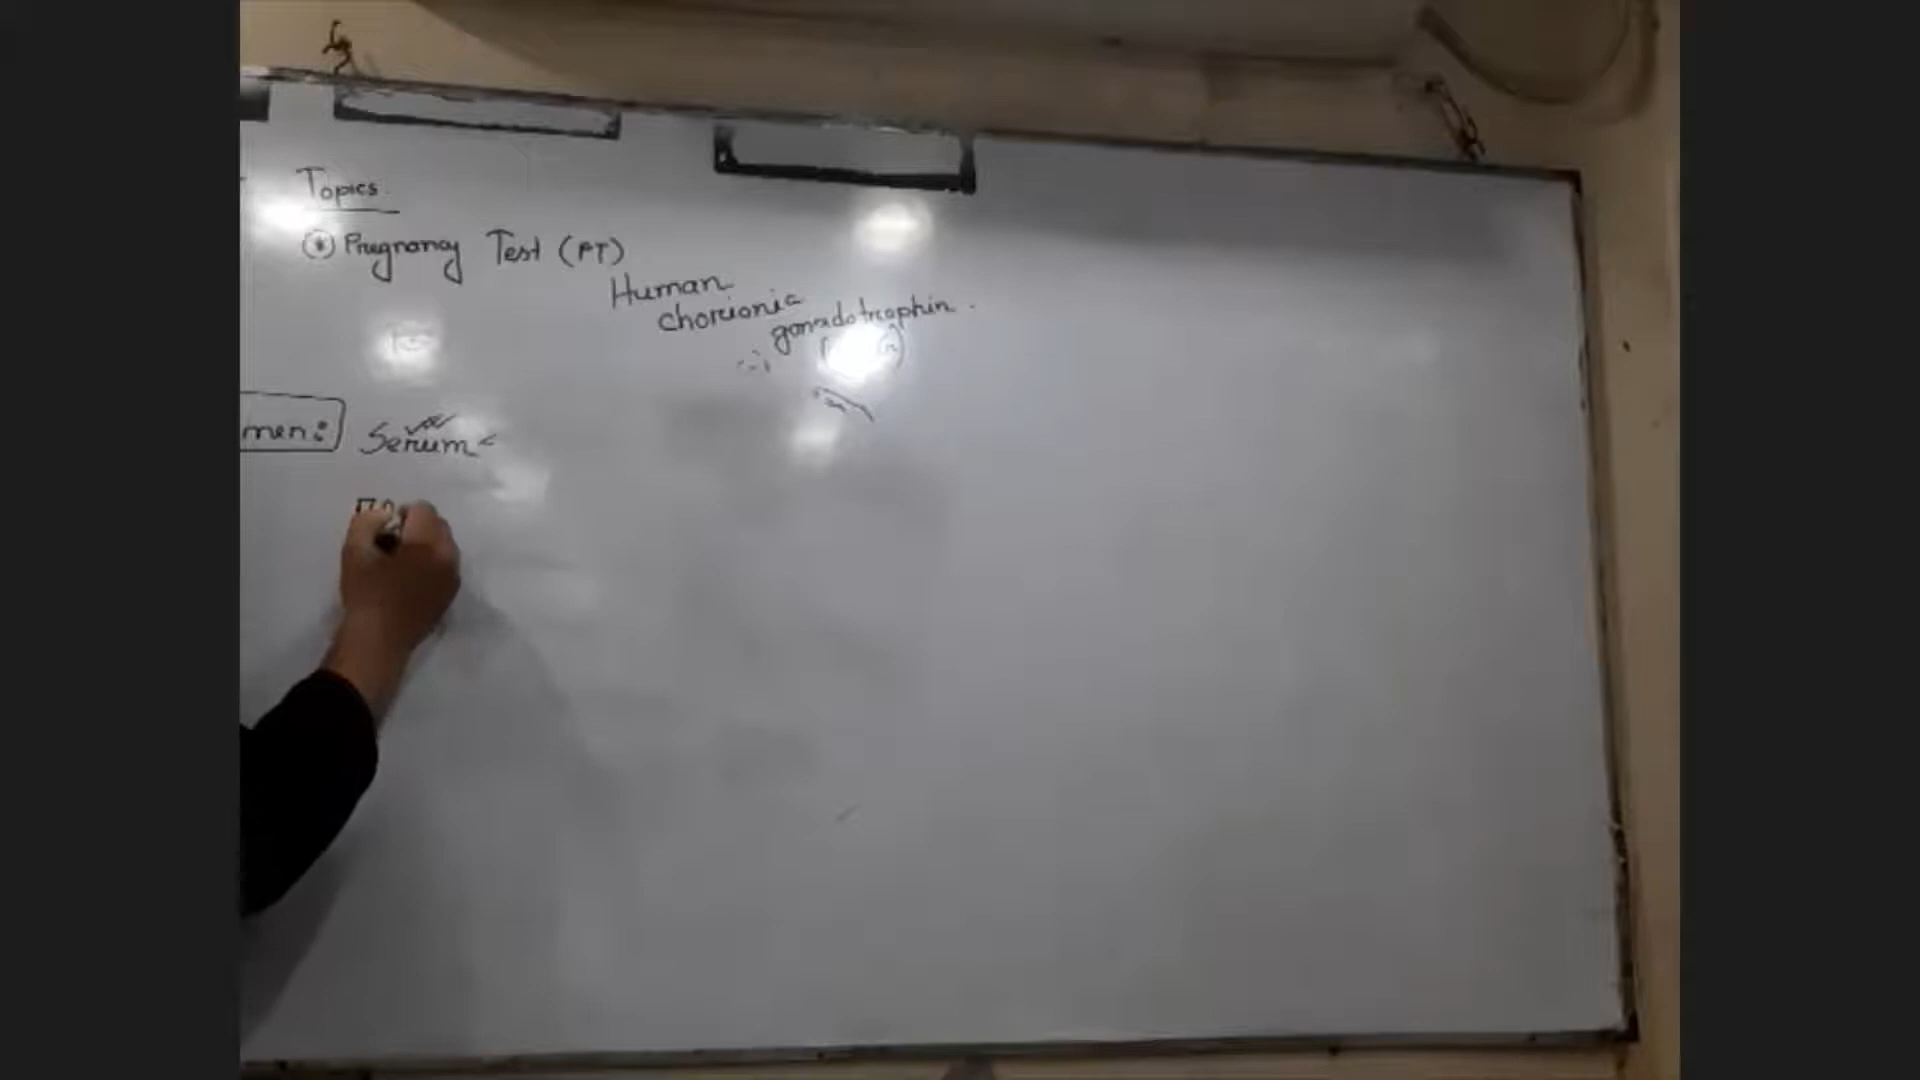 Topics.
Pregnancy Test (PT)
Human
chorionic
gonadotrophin.
men: Serum